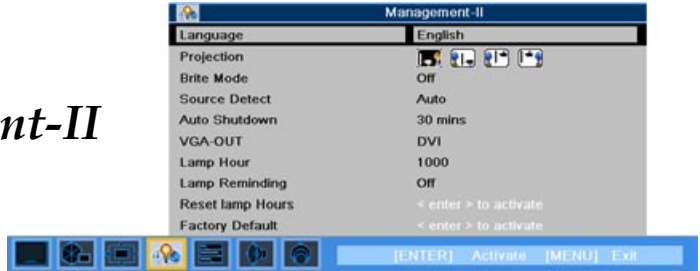 Management-II
Language English
Projection
Brite Mode Off
nt-II
Source Detect Auto
Auto Shutdown 30 mins
VGA-OUT DVI
Lamp Hour 1000
Lamp Reminding Off
Reset lamp Hours < enter > to activate
Factory Default < enter > to activate
[ENTER] Activate [MENU] Exit